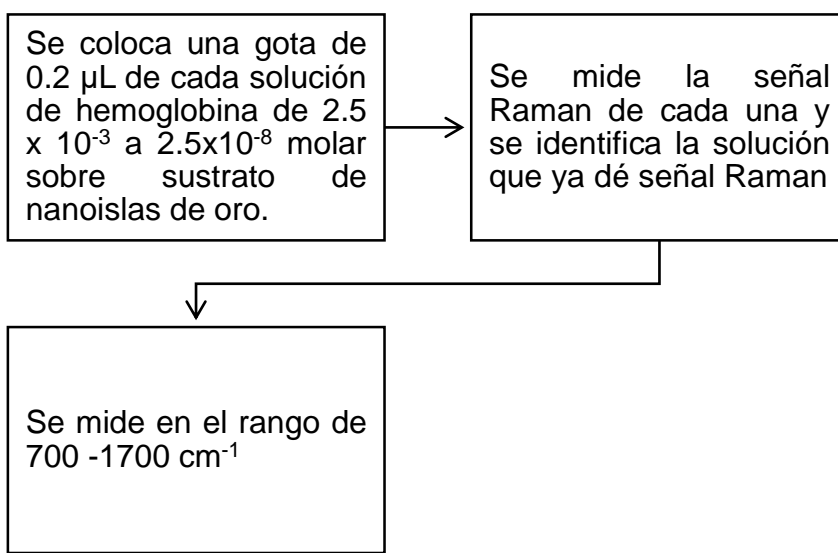 Se coloca una gota de
0.2 µL de cada solución
de hemoglobina de 2.5
x 10⁻³ a 2.5x10⁻⁸ molar
sobre sustrato de
nanoislas de oro.
Se mide la señal
Raman de cada una y
se identifica la solución
que ya dé señal Raman
Se mide en el rango de
700 -1700 cm⁻¹